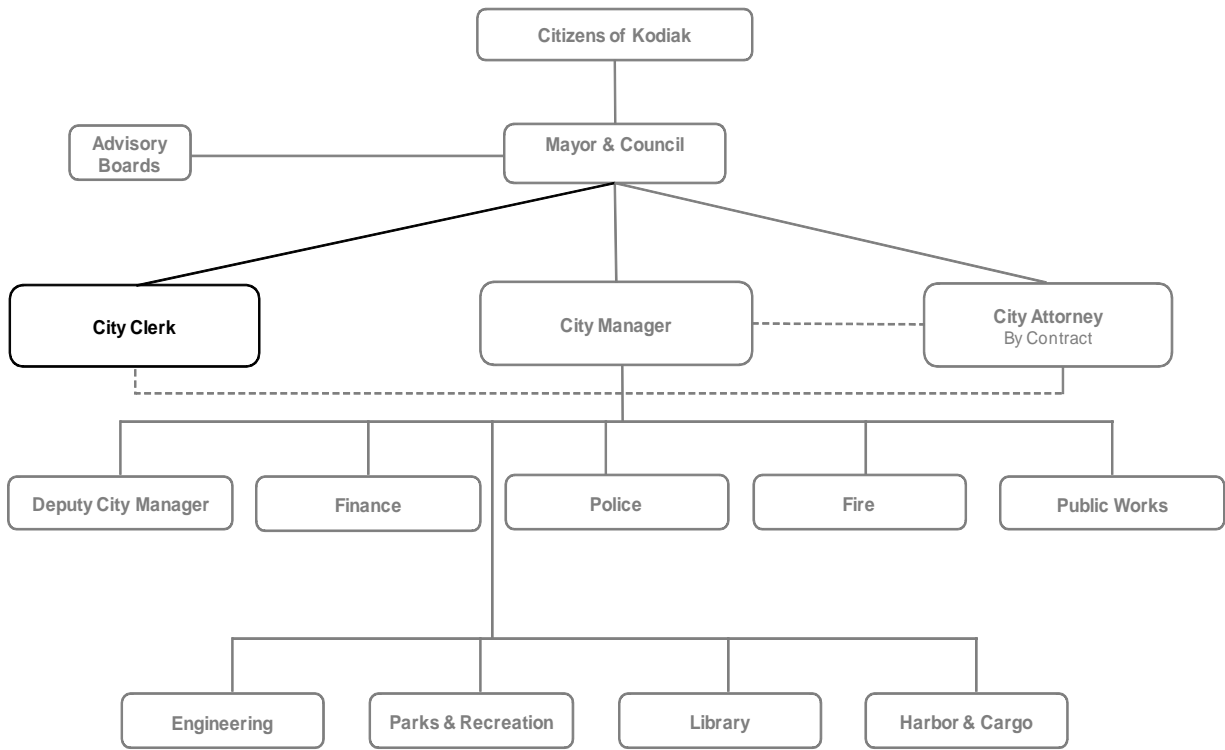 Citizens of Kodiak
Advisory
Boards
Mayor & Council
City Clerk
City Manager
City Attorney
By Contract
Deputy City Manager
Finance
Police
Fire
Public Works
Engineering
Parks & Recreation
Library
Harbor & Cargo